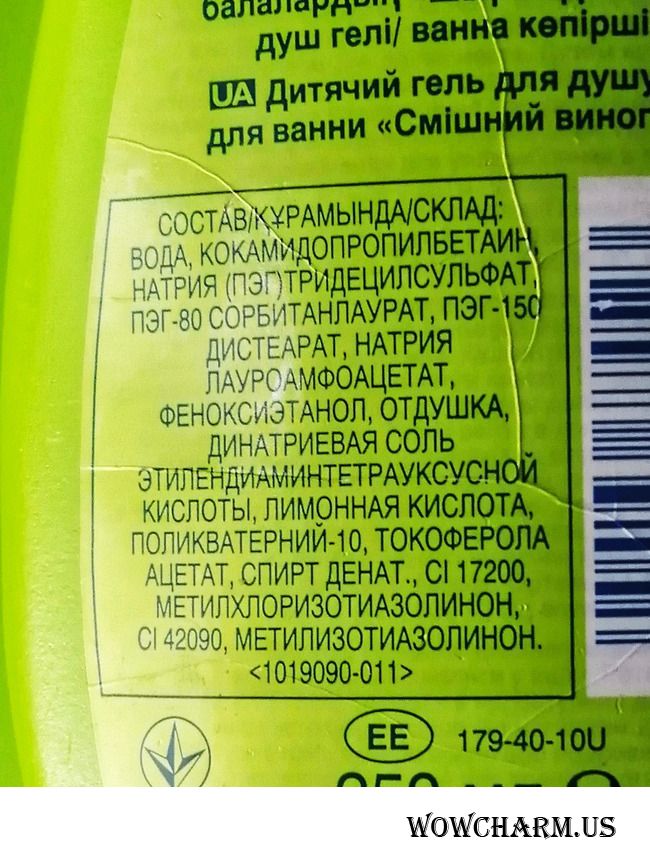 балалардың
душ гелі/ ванна көпірші
UA Дитячий гель для душу
для ванни «Смішний виног
СОСТАВ/ҚҰРАМЫНДА/СКЛАД:
ВОДА, КОКАМИДОПРОПИЛБЕТАИН,
НАТРИЯ (ПЭГ)ТРИДЕЦИЛСУЛЬФАТ,
ПЭГ-80 СОРБИТАНЛАУРАТ, ПЭГ-150
ДИСТЕАРАТ, НАТРИЯ
ЛАУРОАМФОАЦЕТАТ,
ФЕНОКСИЭТАНОЛ, ОТДУШКА,
ДИНАТРИЕВАЯ СОЛЬ
ЭТИЛЕНДИАМИНТЕТРАУКСУСНОЙ
КИСЛОТЫ, ЛИМОННАЯ КИСЛОТА,
ПОЛИКВАТЕРНИЙ-10, ТОКОФЕРОЛА
АЦЕТАТ, СПИРТ ДЕНАТ., CI 17200,
МЕТИЛХЛОРИЗОТИАЗОЛИНОН,
CI 42090, МЕТИЛИЗОТИАЗОЛИНОН.
<1019090-011>
EE 179-40-10U
WOWCHARM.US